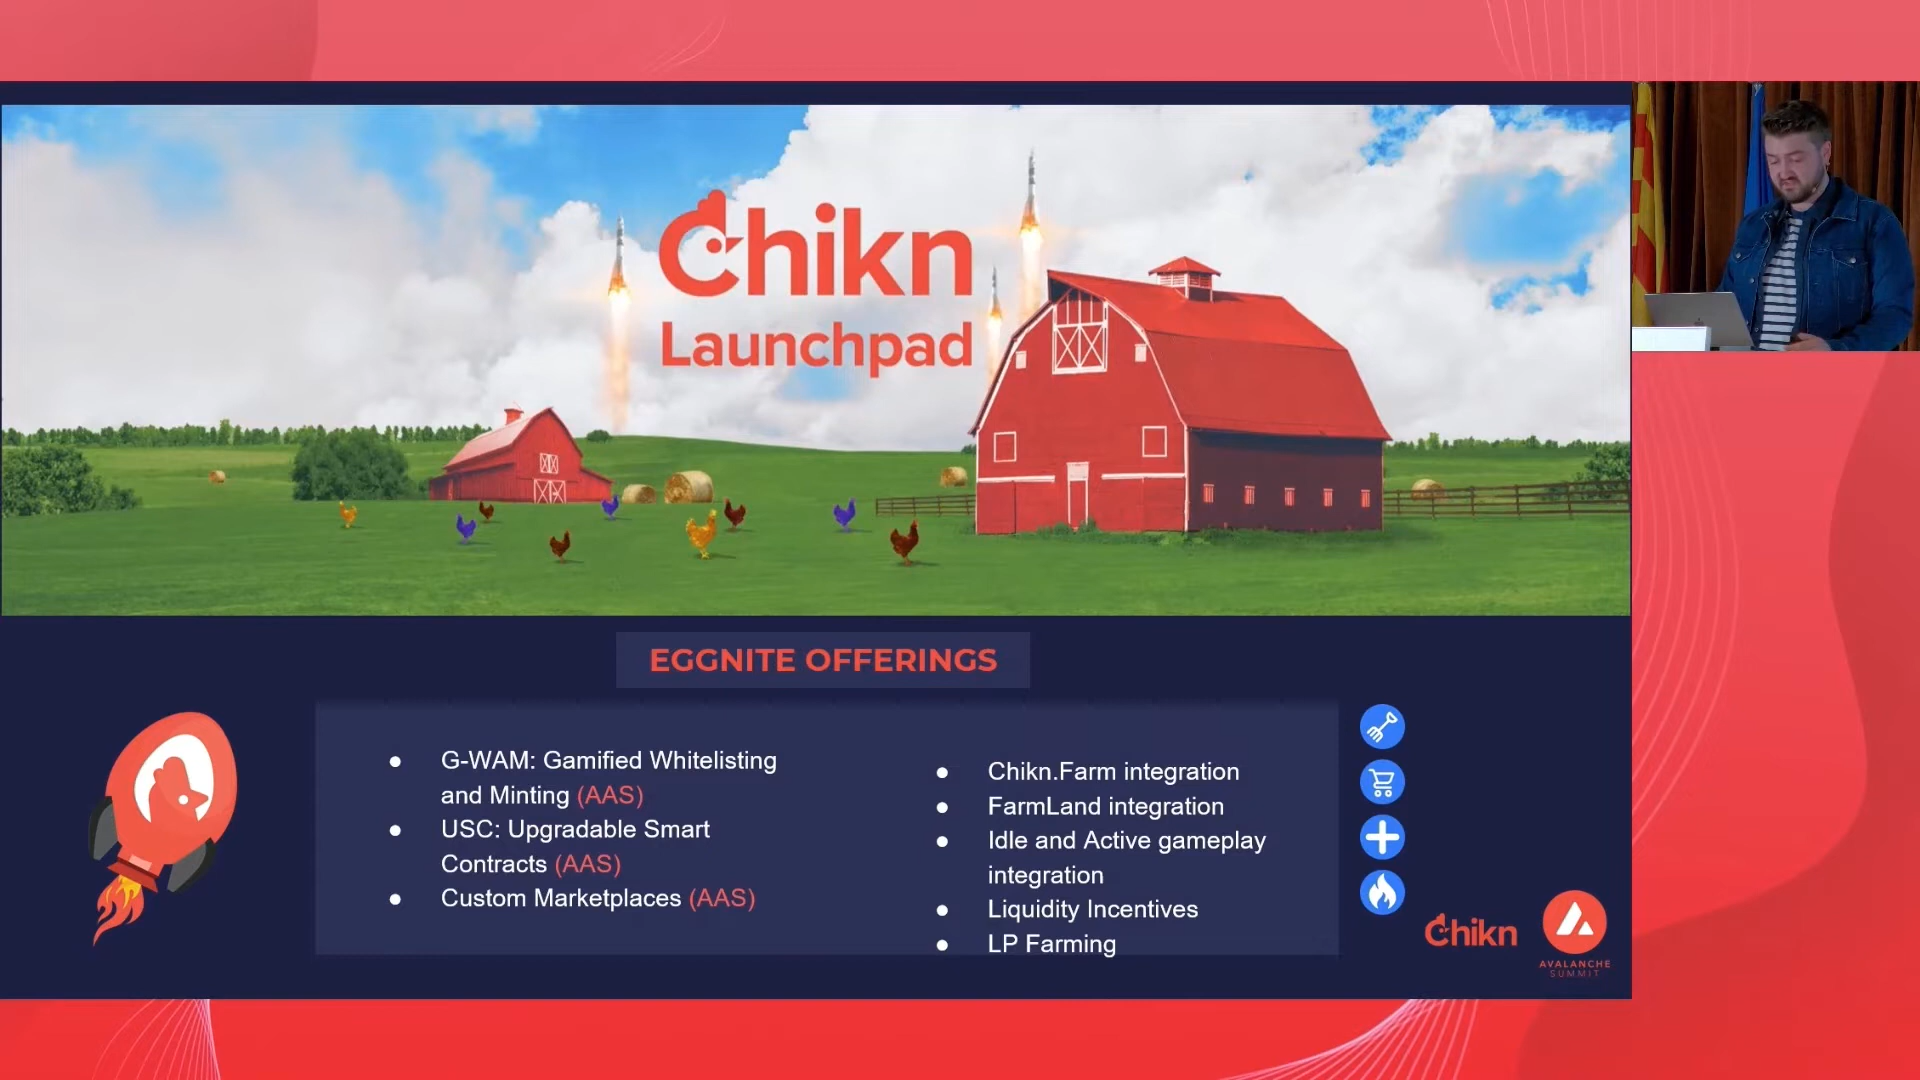 Chikn
Launchpad
EGGNITE OFFERINGS
● G-WAM: Gamified Whitelisting
and Minting (AAS)
● USC: Upgradable Smart
Contracts (AAS)
● Custom Marketplaces (AAS)
● Chikn.Farm integration
● FarmLand integration
● Idle and Active gameplay
integration
● Liquidity Incentives
● LP Farming
Chikn
AVALANCHE
SUMMIT